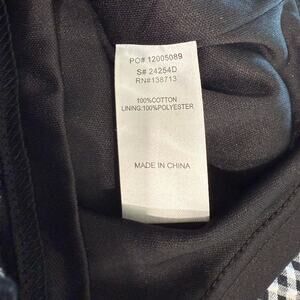 PO# 12005089
S# 24254D
RN#138713
100%COTTON
LINING:100%POLYESTER
MADE IN CHINA